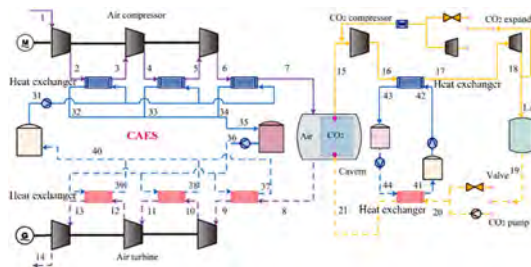 1
Air compressor
CO₂ compressor
CO₂ expand
M
2
3
4
5
6
7
15
16
17
18
Heat exchanger
Heat exchanger
31
32
33
34
35
36
43
42
CAES
Air
CO₂
Cavern
40
39
38
37
44
41
19
Heat exchanger
13
12
11
10
9
8
21
20
Valve
Heat exchanger
CO₂ pump
G
14
Air turbine